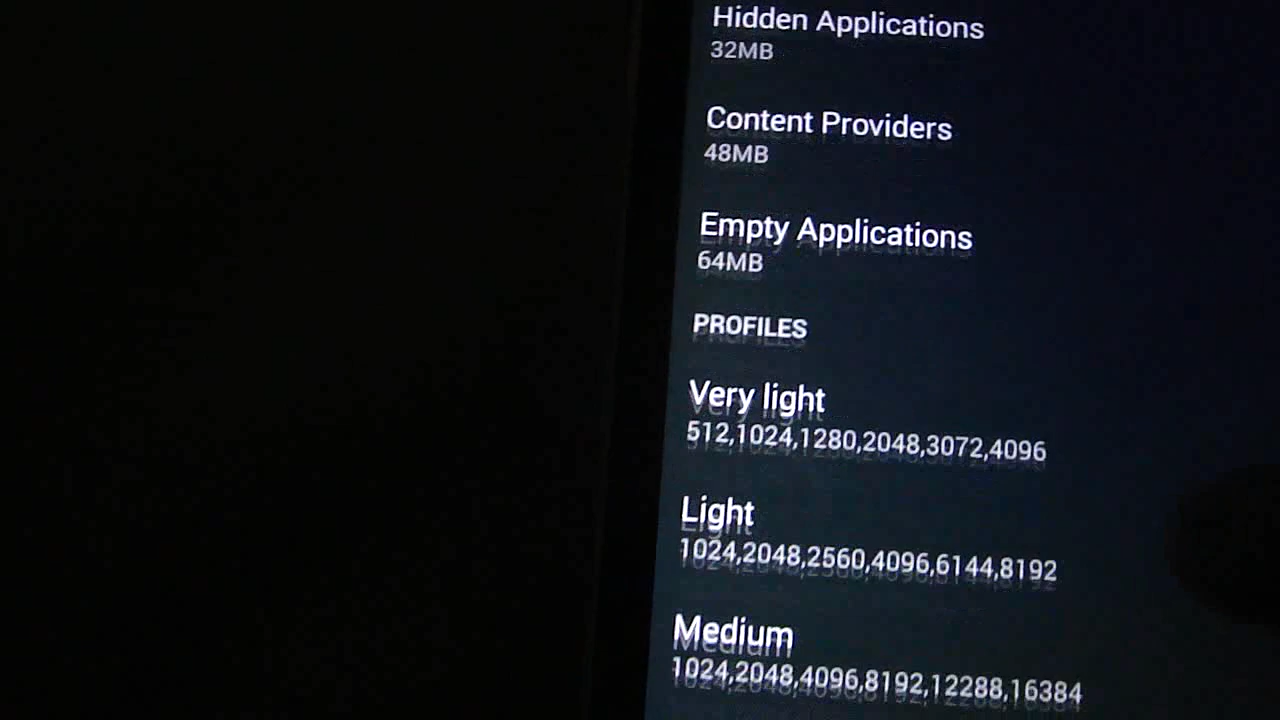 Hidden Applications
32MB
Content Providers
48MB
Empty Applications
64MB
PROFILES
Very light
512,1024,1280,2048,3072,4096
Light
1024,2048,2560,4096,6144,8192
Medium
1024,2048,4096,8192,12288,16384